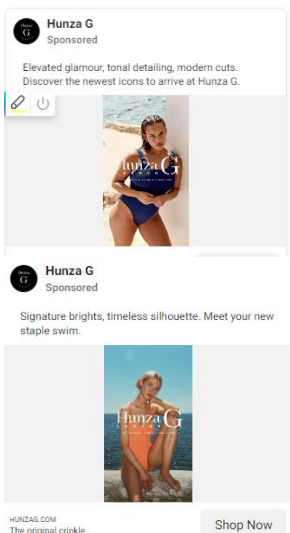 Hunza G
Sponsored
Elevated glamour, tonal detailing, modern cuts.
Discover the newest icons to arrive at Hunza G.
Hunza G
Hunza G
Sponsored
Signature brights, timeless silhouette. Meet your new
staple swim.
Hunza G
HUNZAG.COM
The original crinkle
Shop Now